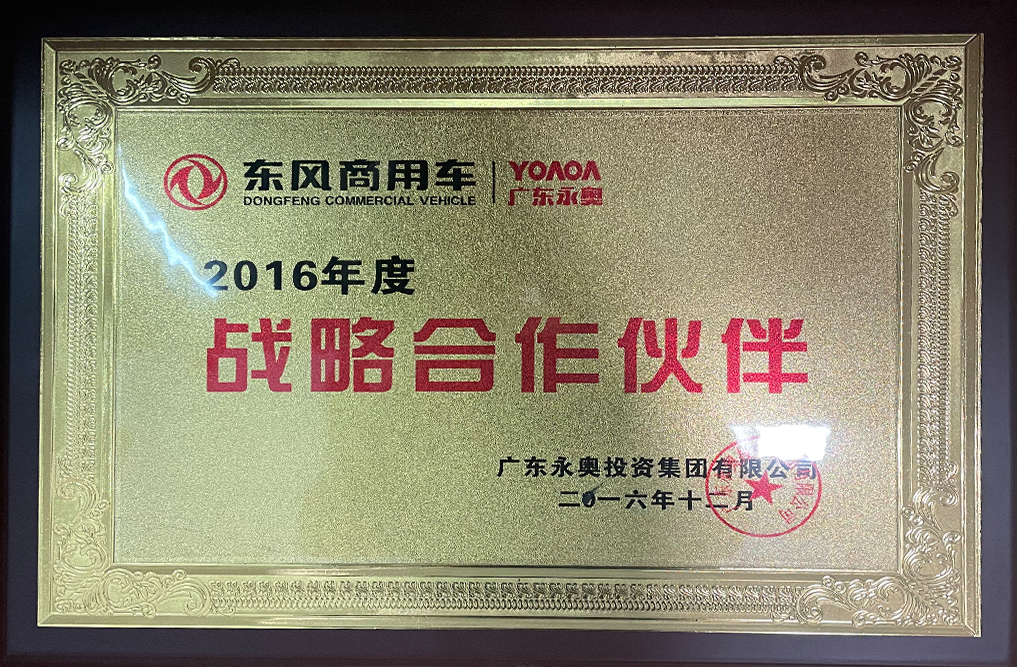 东风商用车
DONGFENG COMMERCIAL VEHICLE
YOAOA
广东永奥
2016年度
战略合作伙伴
广东永奥投资集团有限公司
二0一六年十二月